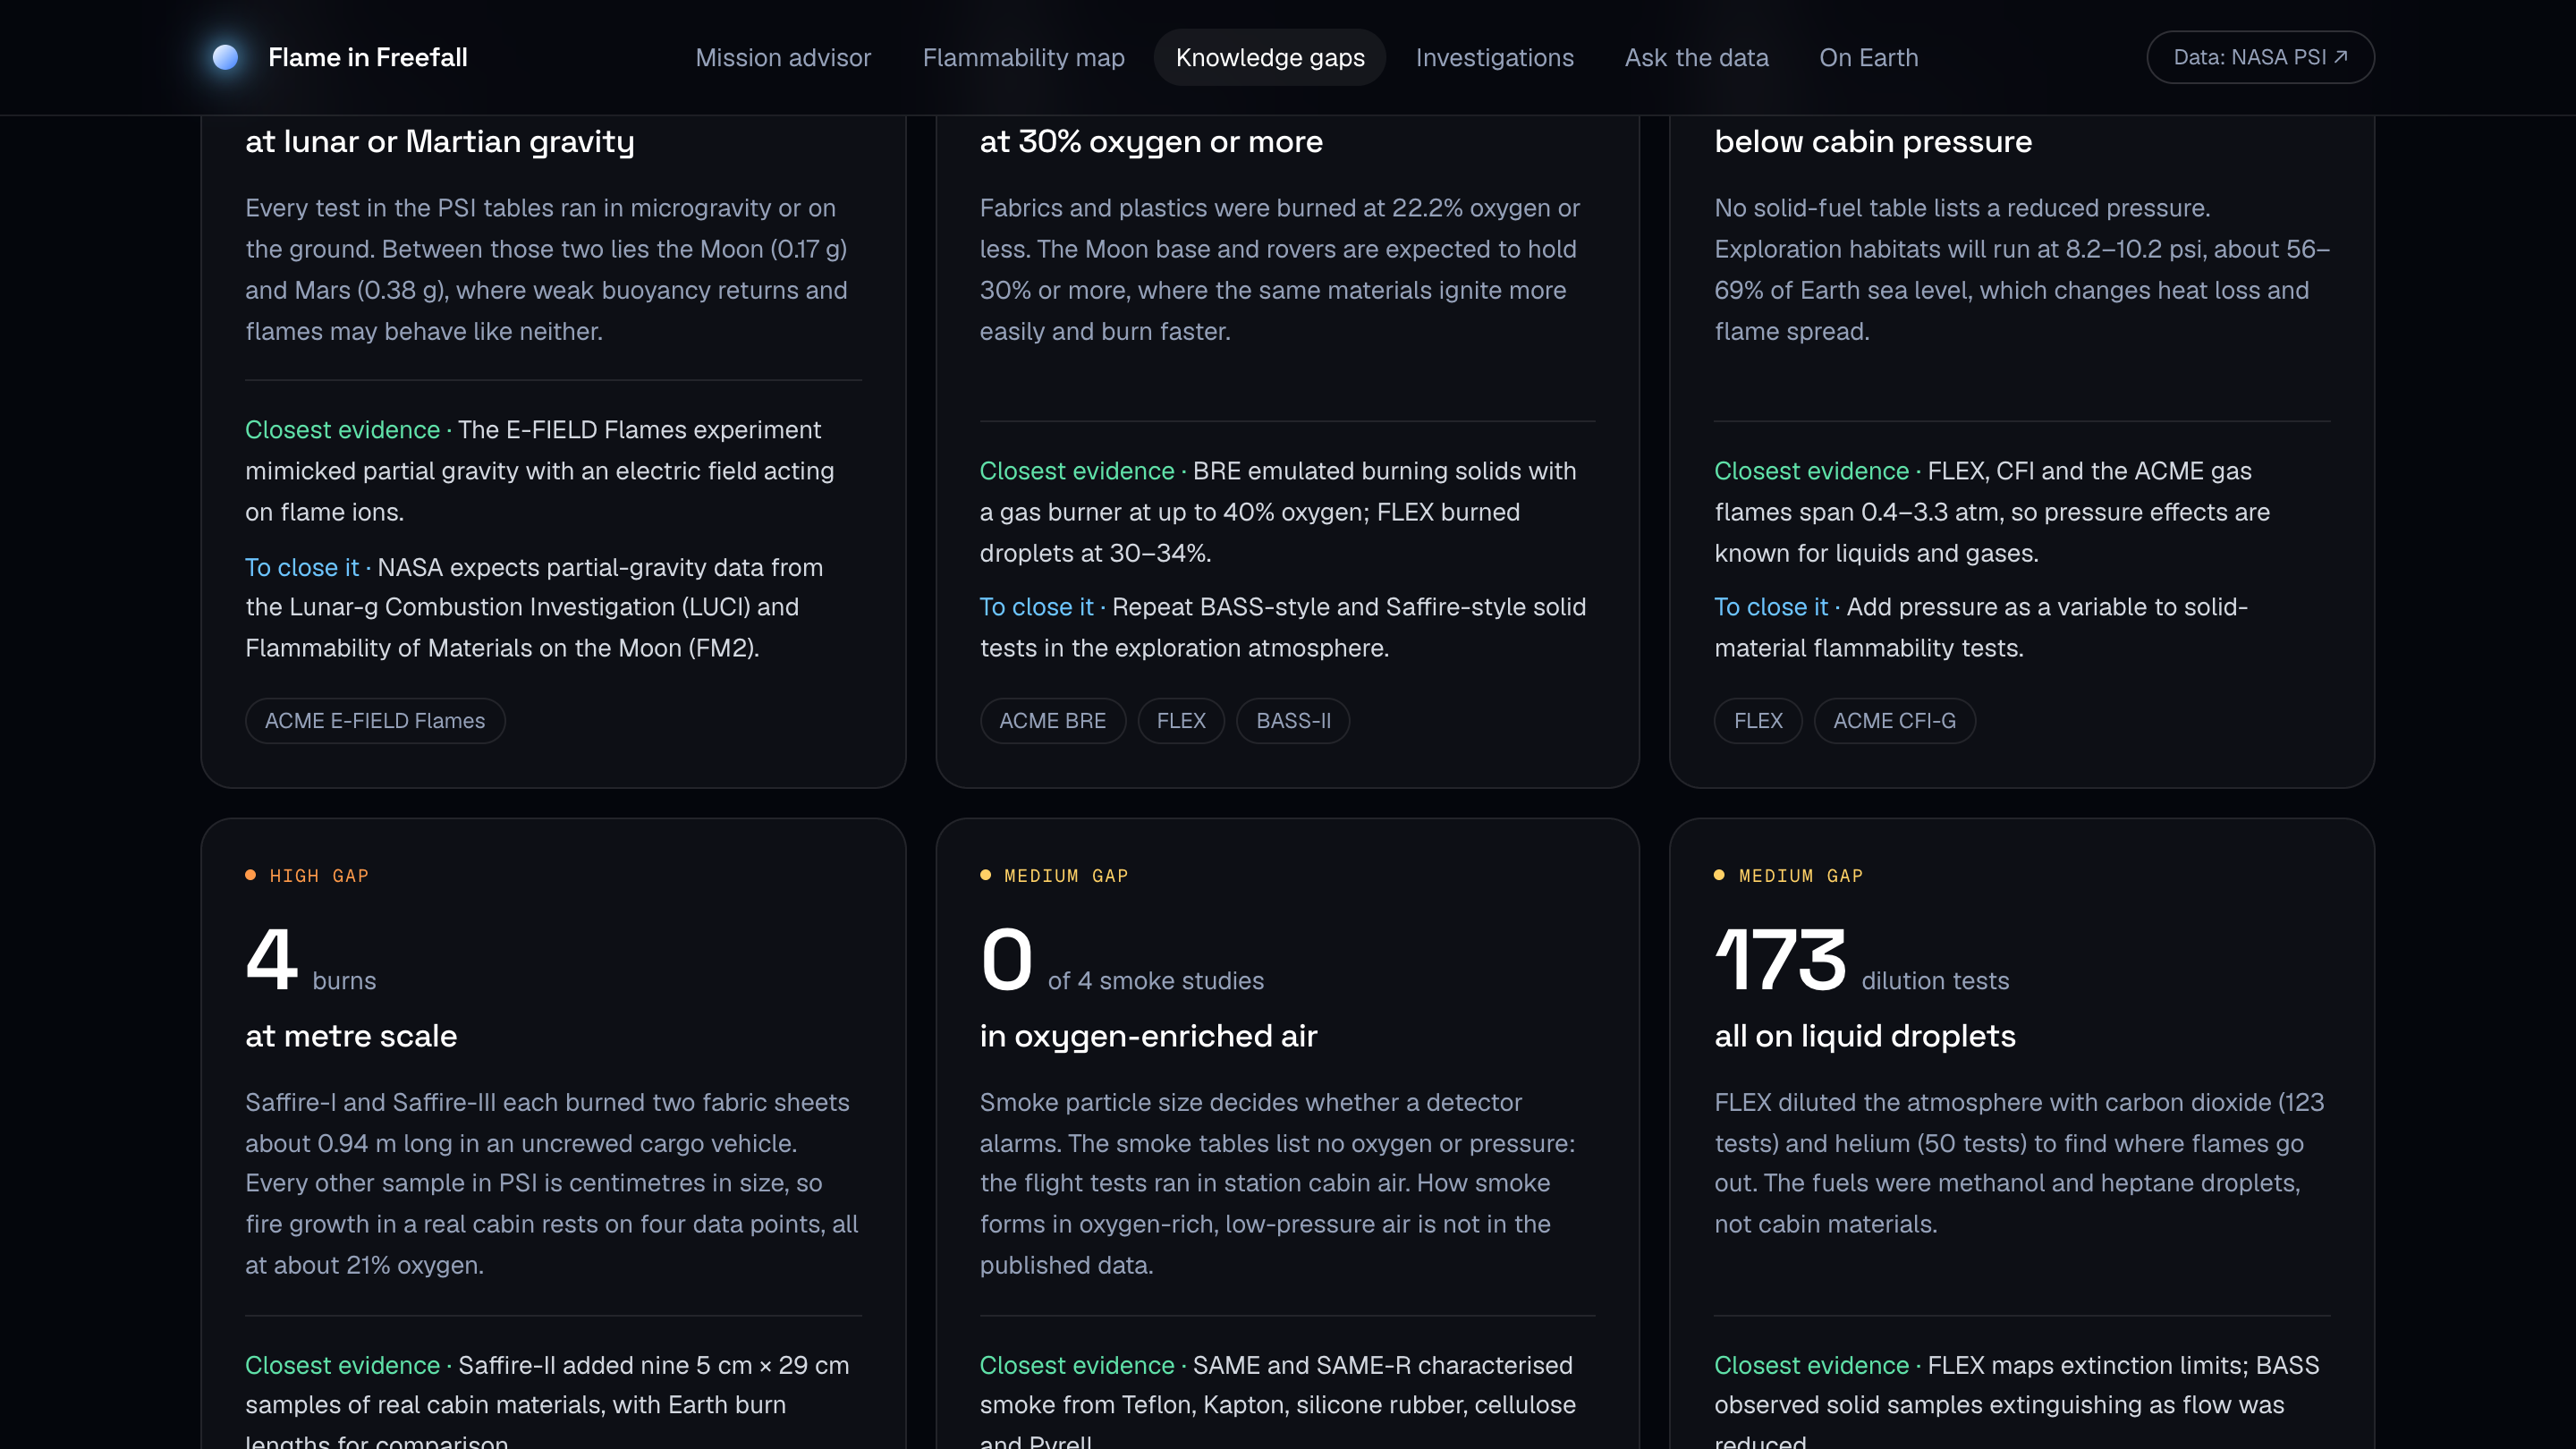 Flame in Freefall
Mission advisor
Flammability map
Knowledge gaps
Investigations
Ask the data
On Earth
Data: NASA PSI ↗
at lunar or Martian gravity
Every test in the PSI tables ran in microgravity or on
the ground. Between those two lies the Moon (0.17 g)
and Mars (0.38 g), where weak buoyancy returns and
flames may behave like neither.
Closest evidence · The E-FIELD Flames experiment
mimicked partial gravity with an electric field acting
on flame ions.
To close it · NASA expects partial-gravity data from
the Lunar-g Combustion Investigation (LUCI) and
Flammability of Materials on the Moon (FM2).
ACME E-FIELD Flames
at 30% oxygen or more
Fabrics and plastics were burned at 22.2% oxygen or
less. The Moon base and rovers are expected to hold
30% or more, where the same materials ignite more
easily and burn faster.
Closest evidence · BRE emulated burning solids with
a gas burner at up to 40% oxygen; FLEX burned
droplets at 30–34%.
To close it · Repeat BASS-style and Saffire-style solid
tests in the exploration atmosphere.
ACME BRE
FLEX
BASS-II
below cabin pressure
No solid-fuel table lists a reduced pressure.
Exploration habitats will run at 8.2–10.2 psi, about 56–
69% of Earth sea level, which changes heat loss and
flame spread.
Closest evidence · FLEX, CFI and the ACME gas
flames span 0.4–3.3 atm, so pressure effects are
known for liquids and gases.
To close it · Add pressure as a variable to solid-
material flammability tests.
FLEX
ACME CFI-G
HIGH GAP
4 burns
at metre scale
Saffire-I and Saffire-III each burned two fabric sheets
about 0.94 m long in an uncrewed cargo vehicle.
Every other sample in PSI is centimetres in size, so
fire growth in a real cabin rests on four data points, all
at about 21% oxygen.
Closest evidence · Saffire-II added nine 5 cm × 29 cm
samples of real cabin materials, with Earth burn
lengths for comparison.
MEDIUM GAP
0 of 4 smoke studies
in oxygen-enriched air
Smoke particle size decides whether a detector
alarms. The smoke tables list no oxygen or pressure:
the flight tests ran in station cabin air. How smoke
forms in oxygen-rich, low-pressure air is not in the
published data.
Closest evidence · SAME and SAME-R characterised
smoke from Teflon, Kapton, silicone rubber, cellulose
and Pyrell.
MEDIUM GAP
173 dilution tests
all on liquid droplets
FLEX diluted the atmosphere with carbon dioxide (123
tests) and helium (50 tests) to find where flames go
out. The fuels were methanol and heptane droplets,
not cabin materials.
Closest evidence · FLEX maps extinction limits; BASS
observed solid samples extinguishing as flow was
reduced.